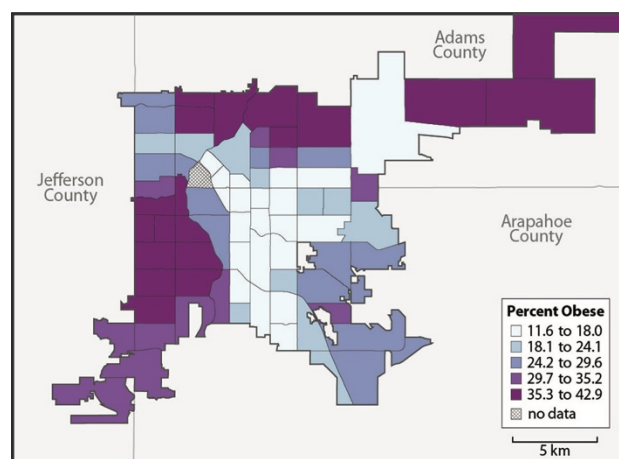 Adams
County
Jefferson
County
Arapahoe
County
Percent Obese
11.6 to 18.0
18.1 to 24.1
24.2 to 29.6
29.7 to 35.2
35.3 to 42.9
no data
5 km